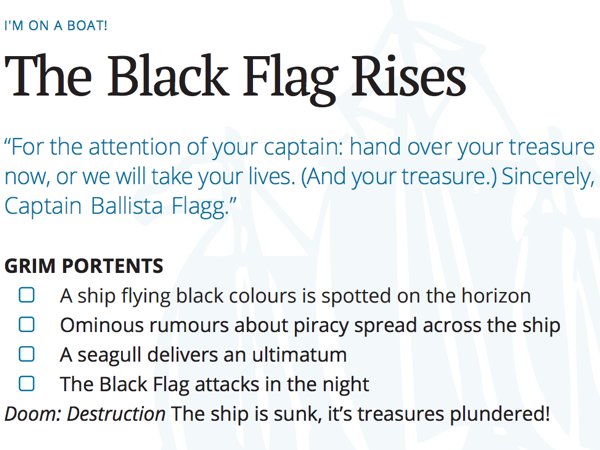 I'M ON A BOAT!
The Black Flag Rises
“For the attention of your captain: hand over your treasure
now, or we will take your lives. (And your treasure.) Sincerely,
Captain Ballista Flagg.”
GRIM PORTENTS
A ship flying black colours is spotted on the horizon
Ominous rumours about piracy spread across the ship
A seagull delivers an ultimatum
The Black Flag attacks in the night
Doom: Destruction The ship is sunk, it’s treasures plundered!